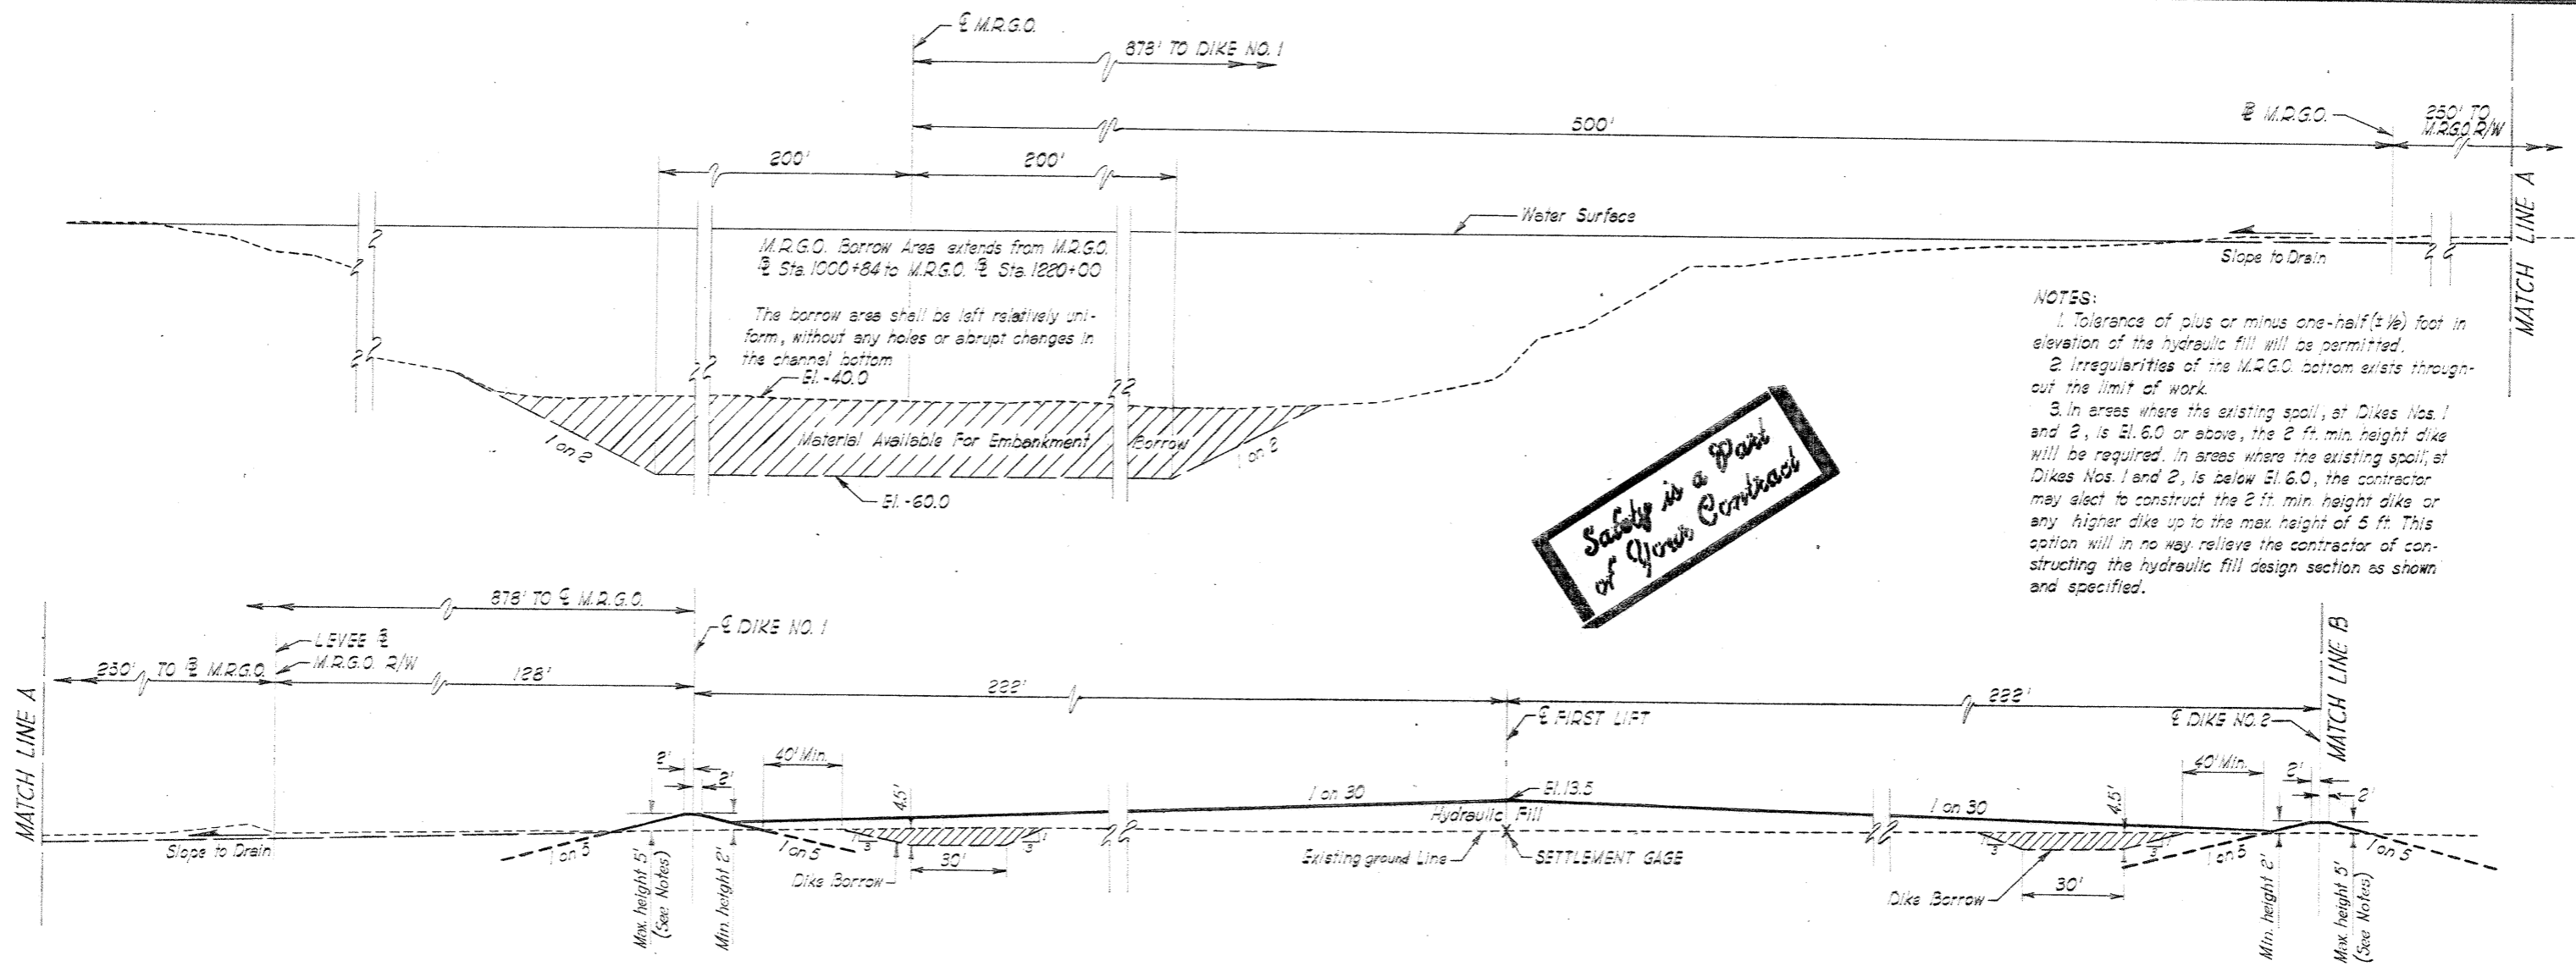 ℄ M.R.G.O.
878' TO DIKE NO. 1
500'
℞ M.R.G.O.
250' TO
M.R.G.O. R/W
200'
200'
MATCH LINE A
Water Surface
M.R.G.O. Borrow Area extends from M.R.G.O.
Sta. 1000+84 to M.R.G.O. Sta. 1220+00
Slope to Drain
The borrow area shall be left relatively uni-
form, without any holes or abrupt changes in
the channel bottom
El. -40.0
Material Available For Embankment Borrow
1 on 2
1 on 2
El. -60.0
NOTES:
1. Tolerance of plus or minus one-half (± ½) foot in
elevation of the hydraulic fill will be permitted.
2. Irregularities of the M.R.G.O. bottom exists through-
out the limit of work.
3. In areas where the existing spoil, at Dikes Nos. 1
and 2, is El. 6.0 or above, the 2 ft. min. height dike
will be required. In areas where the existing spoil, at
Dikes Nos. 1 and 2, is below El. 6.0, the contractor
may elect to construct the 2 ft. min. height dike or
any higher dike up to the max. height of 5 ft. This
option will in no way relieve the contractor of con-
structing the hydraulic fill design section as shown
and specified.
Safety is a Part
of Your Contract
878' TO ℄ M.R.G.O.
LEVEE
M.R.G.O. R/W
℄ DIKE NO. 1
250' TO M.R.G.O.
128'
222'
222'
℄ FIRST LIFT
℄ DIKE NO. 2
MATCH LINE A
MATCH LINE B
2'
2'
40' Min.
4.5'
1 on 30
El. 13.5
Hydraulic Fill
1 on 30
4.5'
40' Min.
2'
2'
Slope to Drain
1 on 5
1 on 5
1
3
1
3
30'
Dike Borrow
Existing ground Line
SETTLEMENT GAGE
1
3
1
3
30'
Dike Borrow
1 on 5
1 on 5
Max. height 5'
(See Notes)
Min. height 2'
Min. height 2'
Max. height 5'
(See Notes)